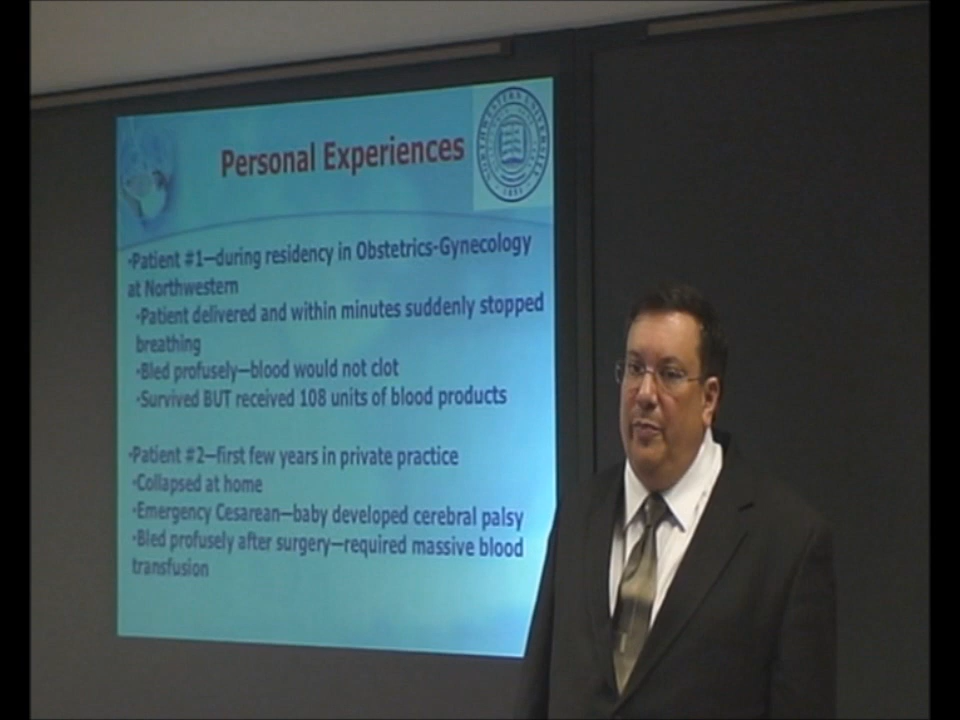 Personal Experiences
NORTHWESTERN UNIVERSITY
1851
•Patient #1—during residency in Obstetrics-Gynecology
at Northwestern
•Patient delivered and within minutes suddenly stopped
breathing
•Bled profusely—blood would not clot
•Survived BUT received 108 units of blood products
•Patient #2—first few years in private practice
•Collapsed at home
•Emergency Cesarean—baby developed cerebral palsy
•Bled profusely after surgery—required massive blood
transfusion